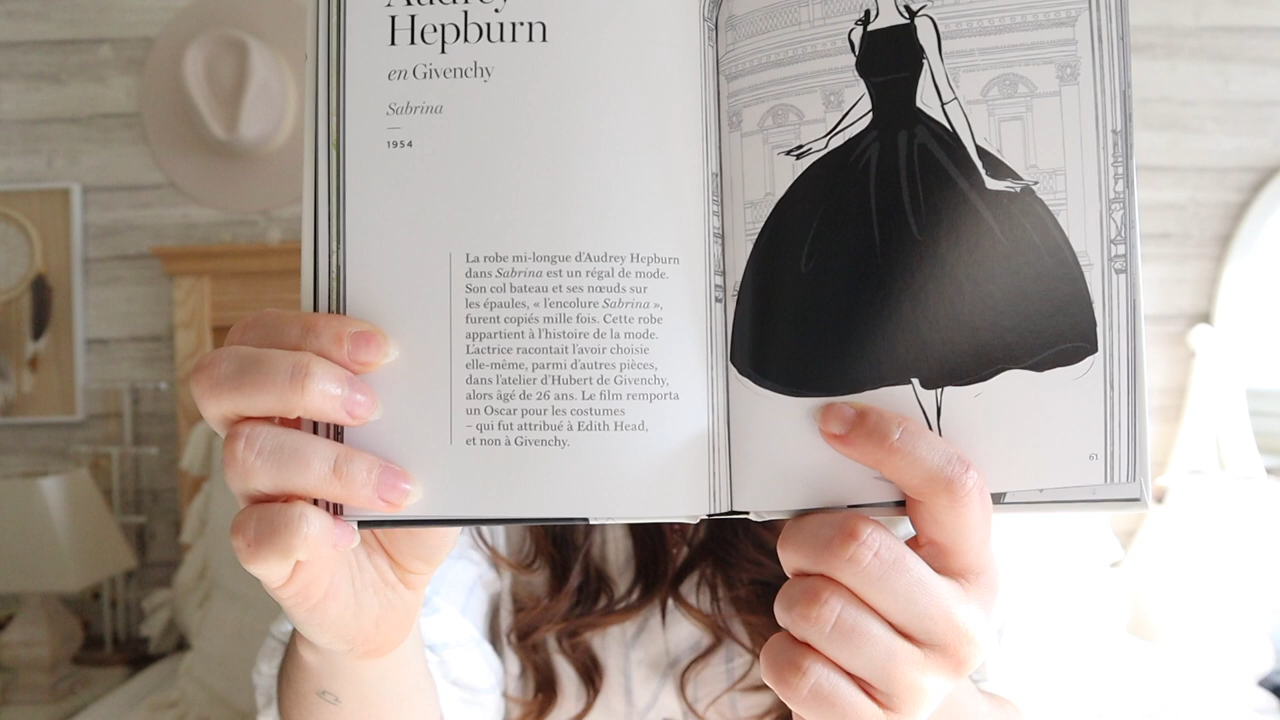 Audrey
Hepburn
en Givenchy
Sabrina
1954
La robe mi-longue d'Audrey Hepburn
dans Sabrina est un régal de mode.
Son col bateau et ses nœuds sur
les épaules, « l'encolure Sabrina »,
furent copiés mille fois. Cette robe
appartient à l'histoire de la mode.
L'actrice racontait l'avoir choisie
elle-même, parmi d'autres pièces,
dans l'atelier d'Hubert de Givenchy,
alors âgé de 26 ans. Le film remporta
un Oscar pour les costumes
– qui fut attribué à Edith Head,
et non à Givenchy.
61